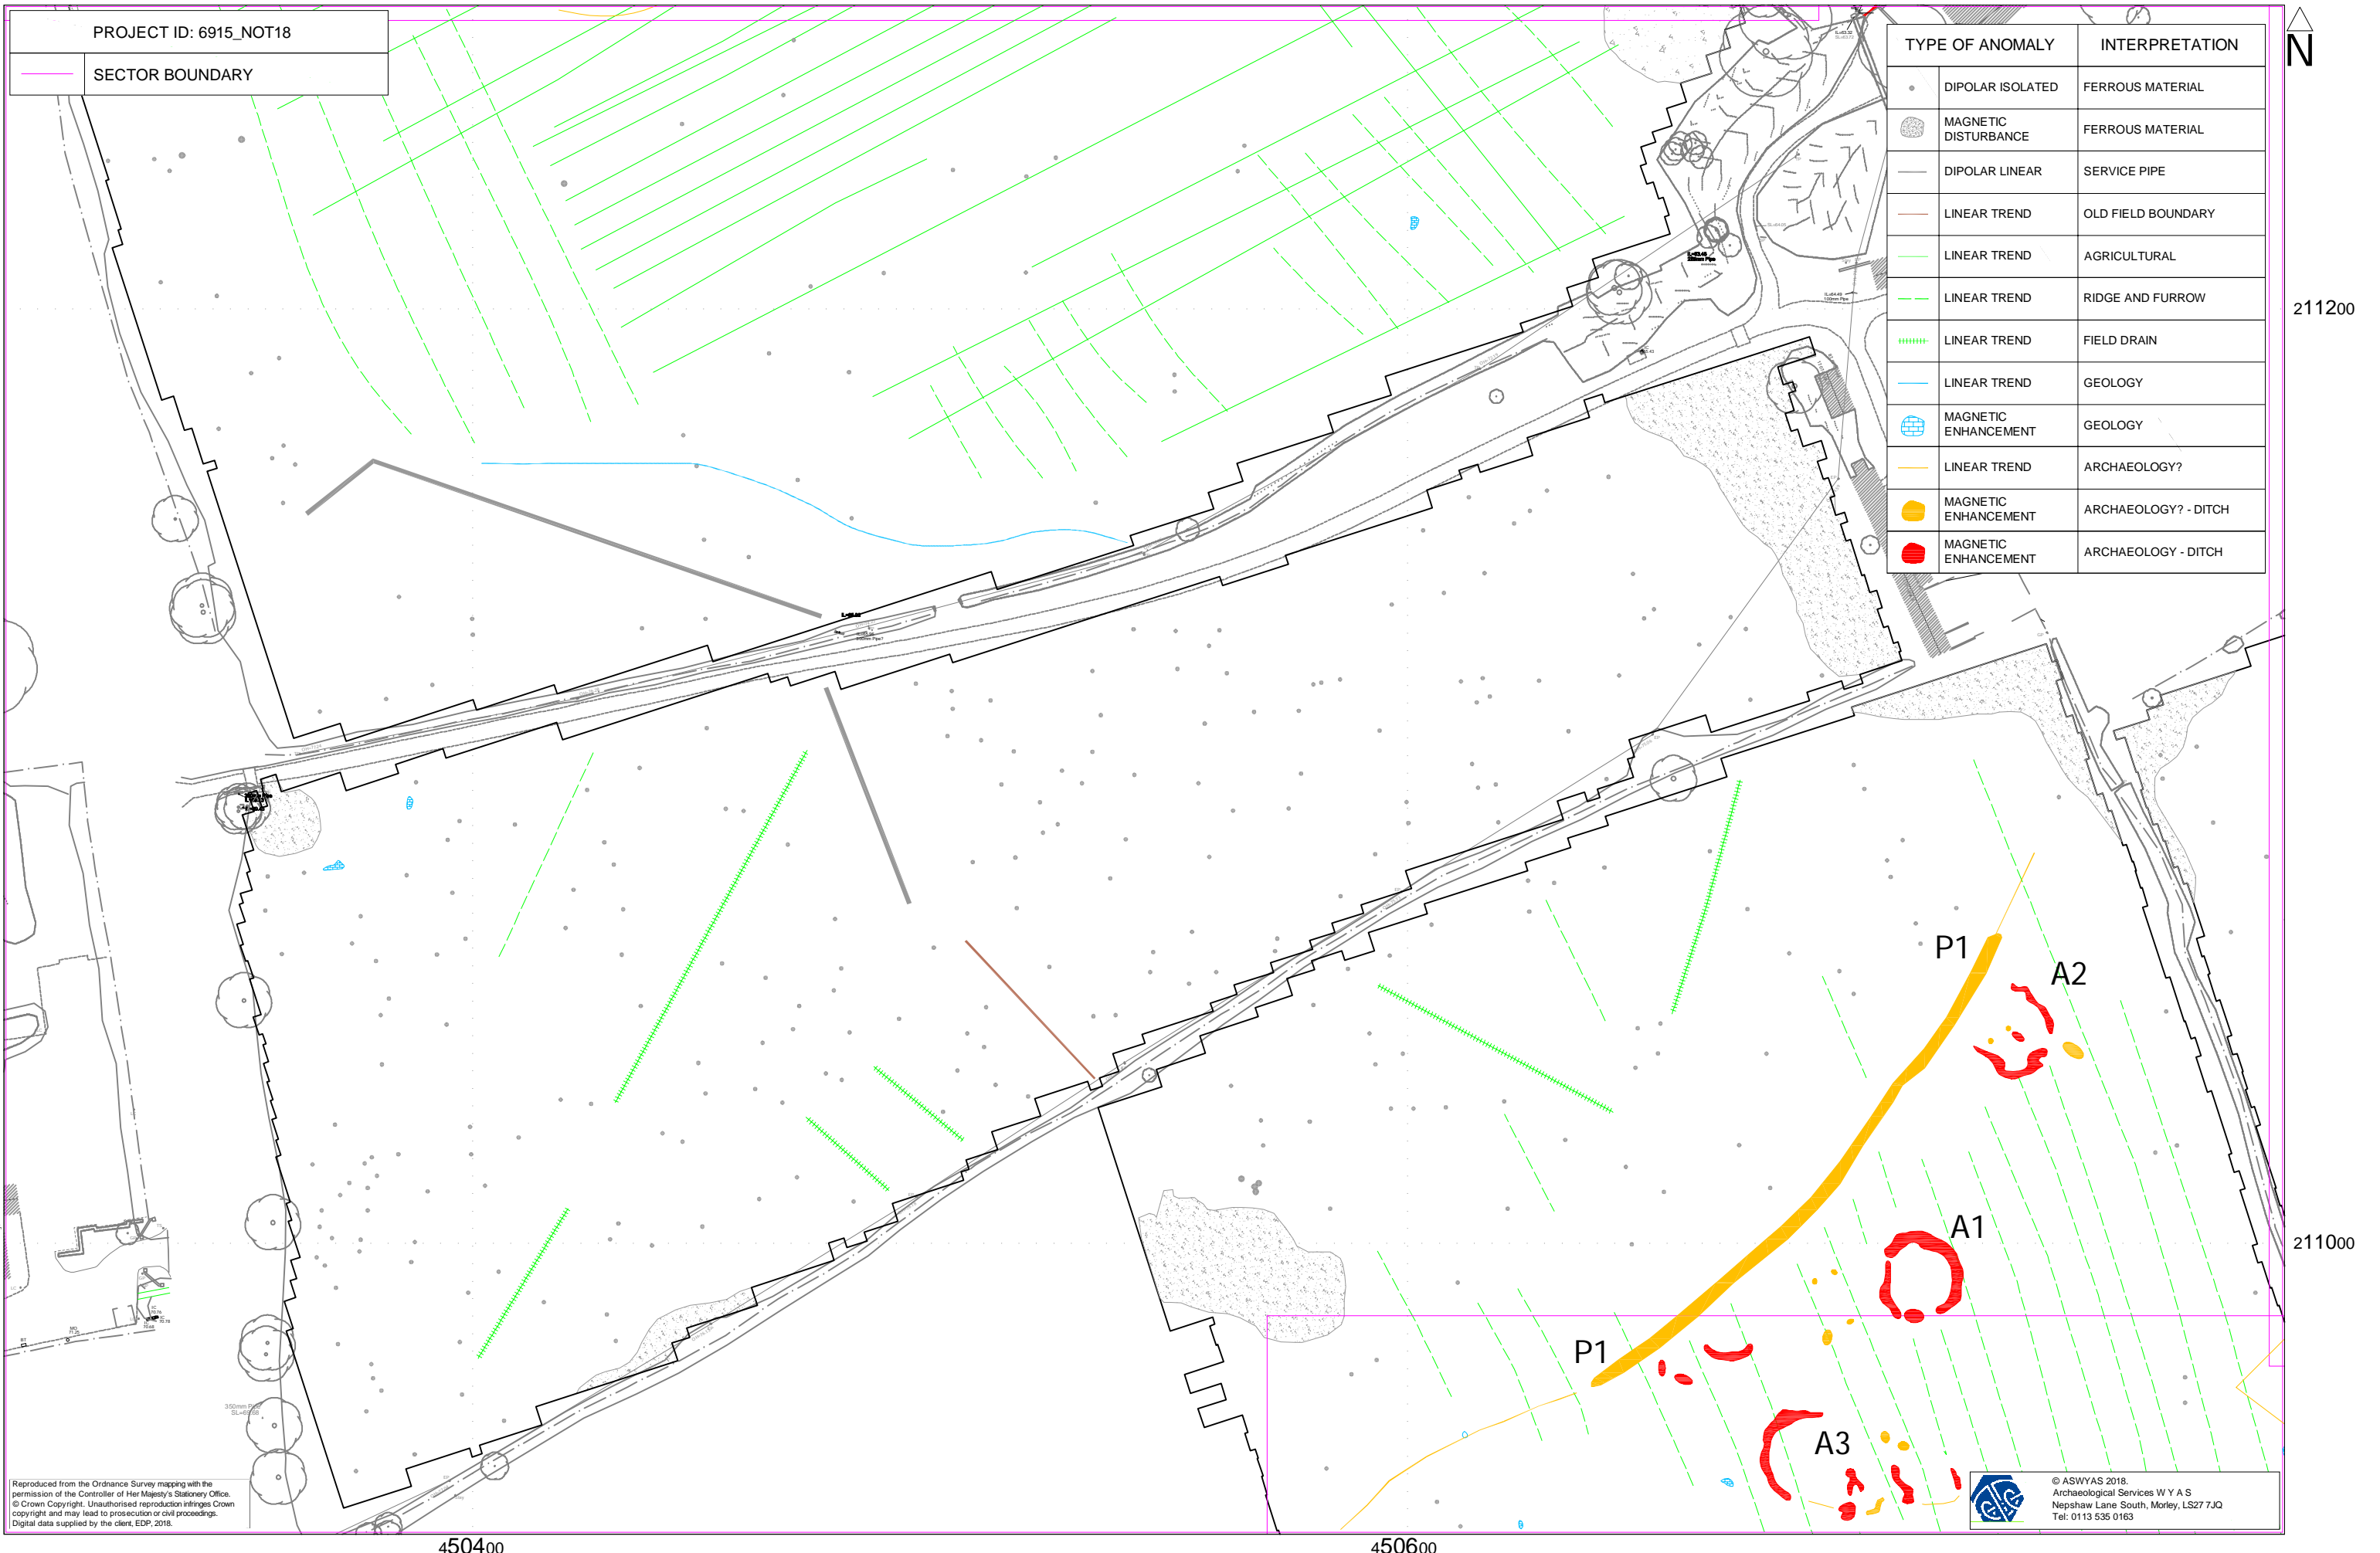 PROJECT ID: 6915_NOT18
SECTOR BOUNDARY
TYPE OF ANOMALY INTERPRETATION
DIPOLAR ISOLATED FERROUS MATERIAL
MAGNETIC
DISTURBANCE FERROUS MATERIAL
DIPOLAR LINEAR SERVICE PIPE
LINEAR TREND OLD FIELD BOUNDARY
LINEAR TREND AGRICULTURAL
LINEAR TREND RIDGE AND FURROW
LINEAR TREND FIELD DRAIN
LINEAR TREND GEOLOGY
MAGNETIC
ENHANCEMENT GEOLOGY
LINEAR TREND ARCHAEOLOGY?
MAGNETIC
ENHANCEMENT ARCHAEOLOGY? - DITCH
MAGNETIC
ENHANCEMENT ARCHAEOLOGY - DITCH
N
211200
P1
A2
A1
211000
P1
A3
350mm Pipe
Reproduced from the Ordnance Survey mapping with the
permission of the Controller of Her Majesty's Stationery Office.
© Crown Copyright. Unauthorised reproduction infringes Crown
copyright and may lead to prosecution or civil proceedings.
Digital data supplied by the client, EDP, 2018.
© ASWYAS 2018.
Archaeological Services W Y A S
Nepshaw Lane South, Morley, LS27 7JQ
Tel: 0113 535 0163
450400
450600